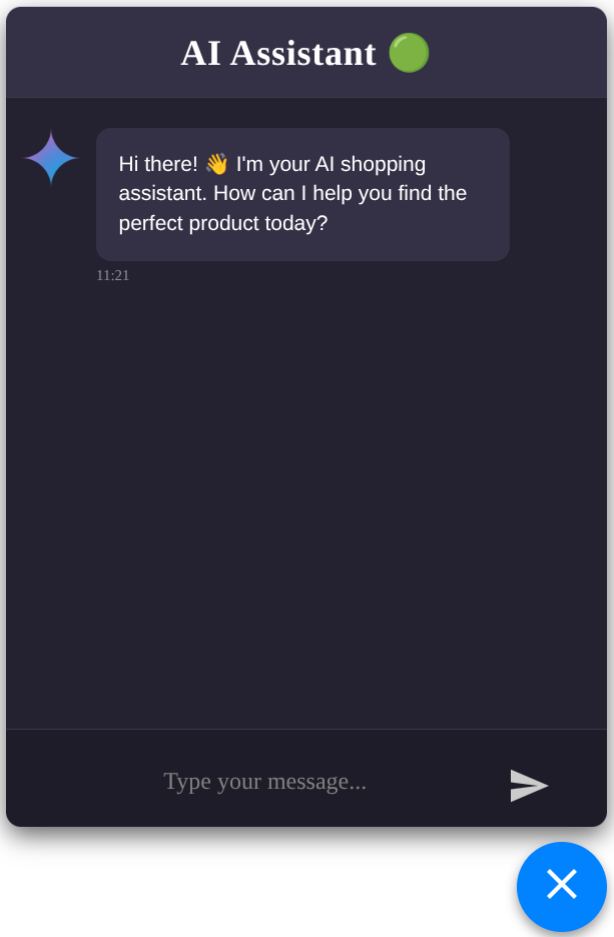 AI Assistant 🟢
Hi there! 👋 I'm your AI shopping
assistant. How can I help you find the
perfect product today?
11:21
Type your message...